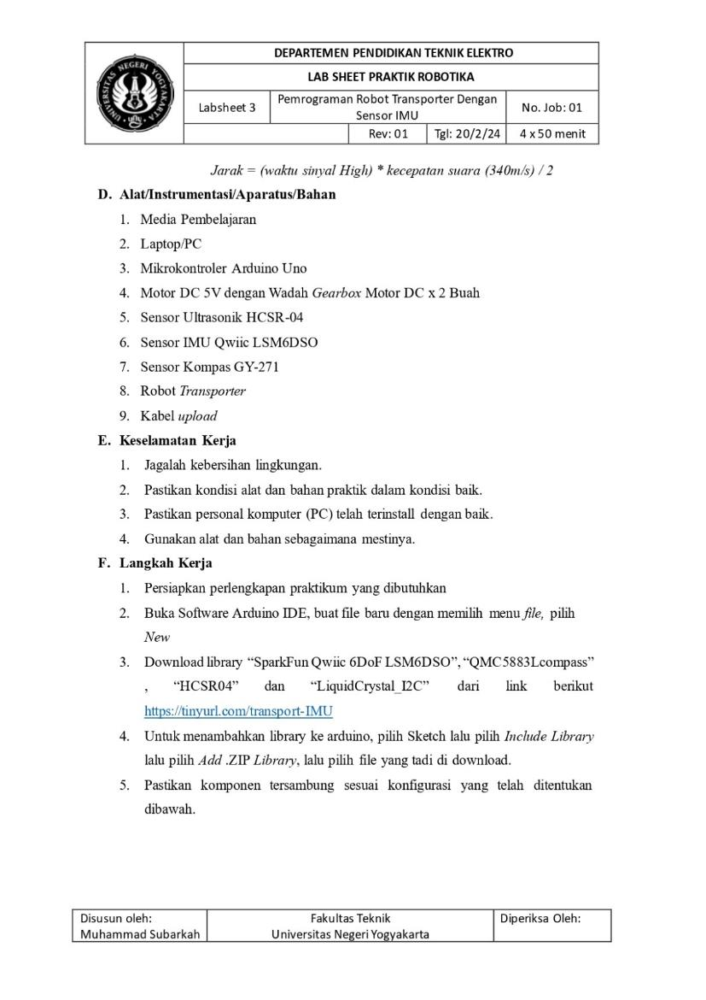 DEPARTEMEN PENDIDIKAN TEKNIK ELEKTRO
LAB SHEET PRAKTIK ROBOTIKA
UNIVERSITAS NEGERI YOGYAKARTA
Labsheet 3
Pemrograman Robot Transporter Dengan
Sensor IMU
No. Job: 01
Rev: 01
Tgl: 20/2/24
4 x 50 menit
Jarak = (waktu sinyal High) * kecepatan suara (340m/s) / 2
D. Alat/Instrumentasi/Aparatus/Bahan
1. Media Pembelajaran
2. Laptop/PC
3. Mikrokontroler Arduino Uno
4. Motor DC 5V dengan Wadah Gearbox Motor DC x 2 Buah
5. Sensor Ultrasonik HCSR-04
6. Sensor IMU Qwiic LSM6DSO
7. Sensor Kompas GY-271
8. Robot Transporter
9. Kabel upload
E. Keselamatan Kerja
1. Jagalah kebersihan lingkungan.
2. Pastikan kondisi alat dan bahan praktik dalam kondisi baik.
3. Pastikan personal komputer (PC) telah terinstall dengan baik.
4. Gunakan alat dan bahan sebagaimana mestinya.
F. Langkah Kerja
1. Persiapkan perlengkapan praktikum yang dibutuhkan
2. Buka Software Arduino IDE, buat file baru dengan memilih menu file, pilih
New
3. Download library “SparkFun Qwiic 6DoF LSM6DSO”, “QMC5883Lcompass”
, “HCSR04” dan “LiquidCrystal_I2C” dari link berikut
https://tinyurl.com/transport-IMU
4. Untuk menambahkan library ke arduino, pilih Sketch lalu pilih Include Library
lalu pilih Add .ZIP Library, lalu pilih file yang tadi di download.
5. Pastikan komponen tersambung sesuai konfigurasi yang telah ditentukan
dibawah.
Disusun oleh:
Muhammad Subarkah
Fakultas Teknik
Universitas Negeri Yogyakarta
Diperiksa Oleh: